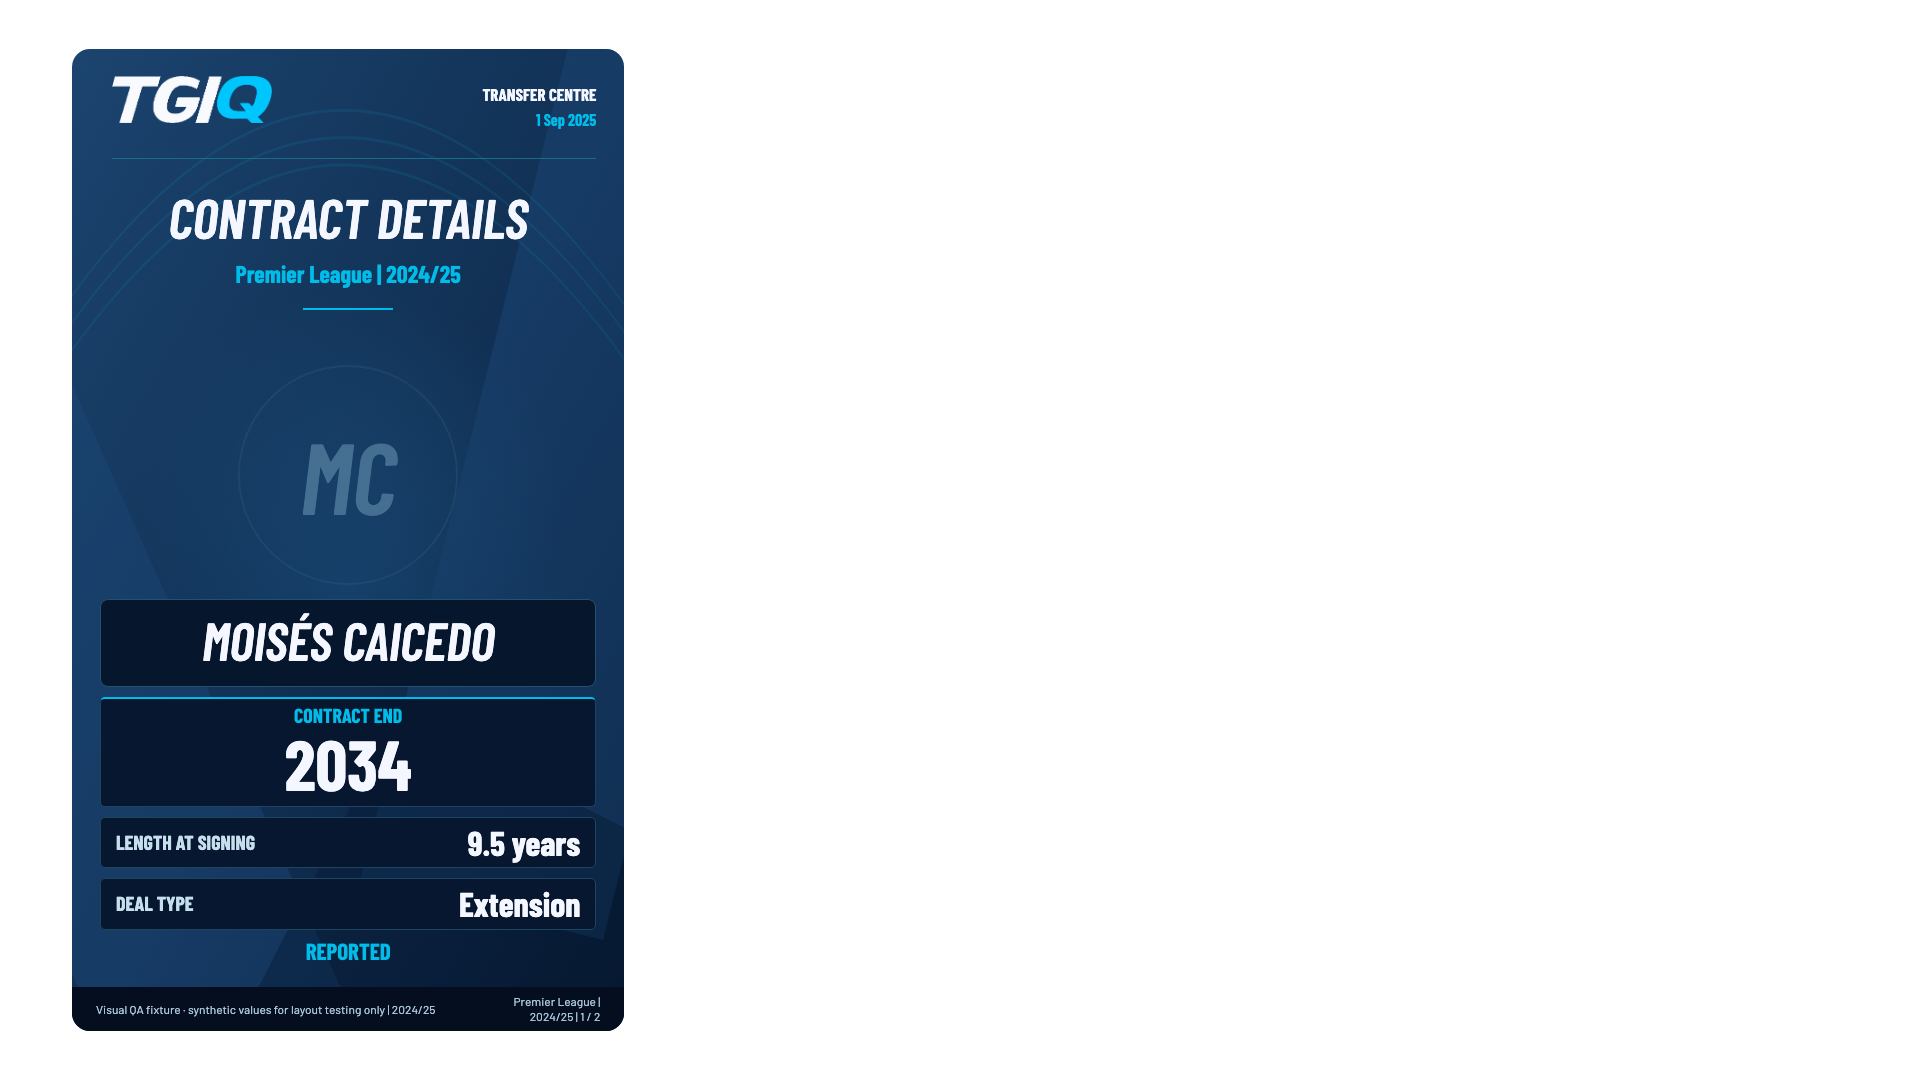 TGIQ
TRANSFER CENTRE
1 Sep 2025
CONTRACT DETAILS
Premier League | 2024/25
MC
MOISÉS CAICEDO
CONTRACT END
2034
LENGTH AT SIGNING 9.5 years
DEAL TYPE Extension
REPORTED
Visual QA fixture · synthetic values for layout testing only | 2024/25
Premier League |
2024/25 | 1 / 2